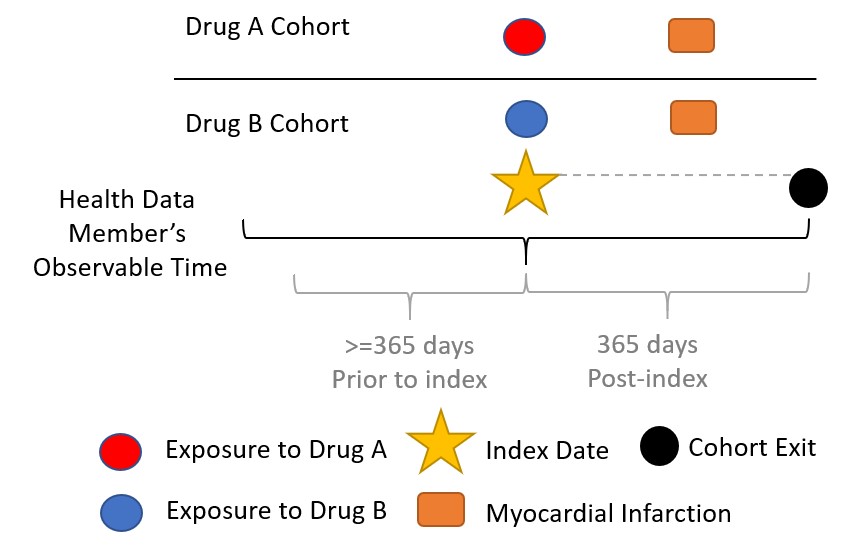 Drug A Cohort
Drug B Cohort
Health Data
Member’s
Observable Time
>=365 days
Prior to index
365 days
Post-index
Exposure to Drug A
Index Date
Cohort Exit
Exposure to Drug B
Myocardial Infarction